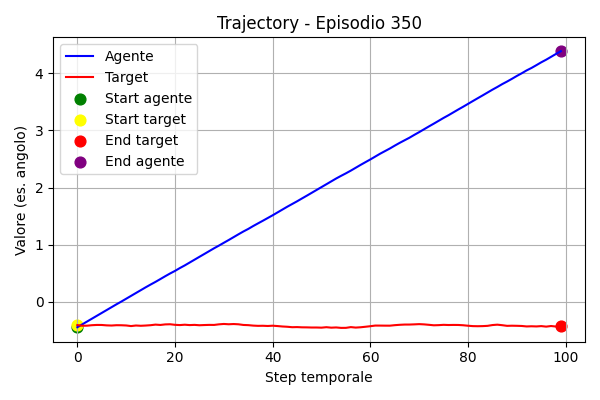 Trajectory - Episodio 350
Agente
Target
Start agente
Start target
End target
End agente
Valore (es. angolo)
4
3
2
1
0
0 20 40 60 80 100
Step temporale